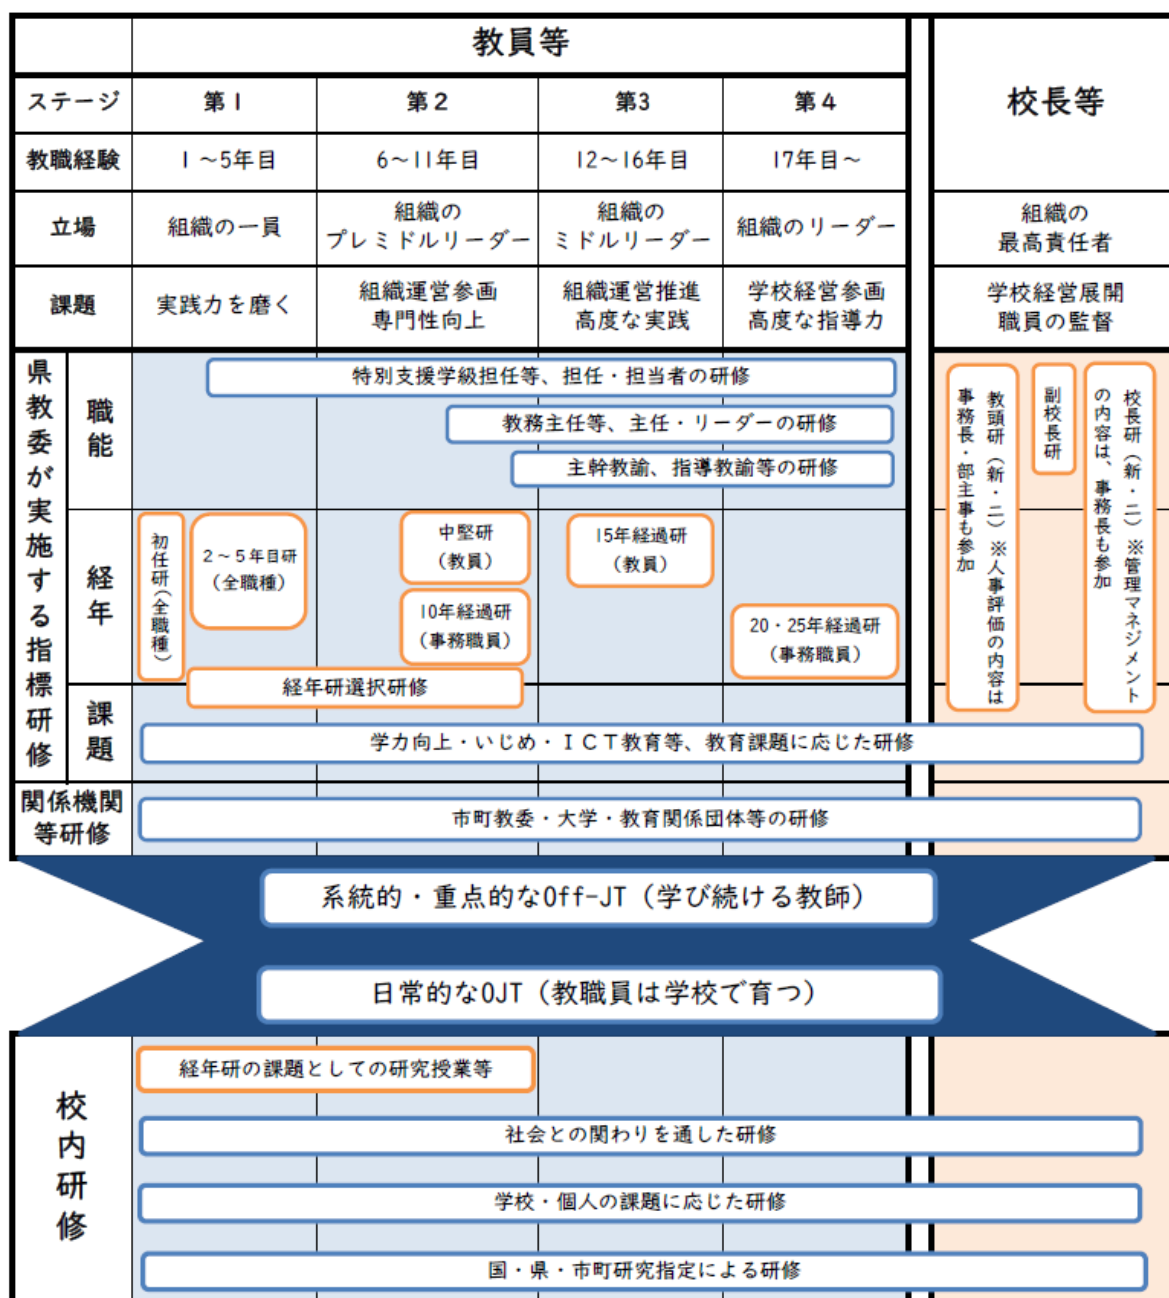 教員等
校長等
ステージ
第1
第2
第3
第4
教職経験
1～5年目
6～11年目
12～16年目
17年目～
立場
組織の一員
組織の
プレミドルリーダー
組織の
ミドルリーダー
組織のリーダー
組織の
最高責任者
課題
実践力を磨く
組織運営参画
専門性向上
組織運営推進
高度な実践
学校経営参画
高度な指導力
学校経営展開
職員の監督
県教委が実施する指標研修
職能
特別支援学級担任等、担任・担当者の研修
教務主任等、主任・リーダーの研修
主幹教諭、指導教諭等の研修
教頭研（新・二）※人事評価の内容は
事務長・部主事も参加
副校長研
校長研（新・二）※管理マネジメント
の内容は、事務長も参加
経年
初任研（全職種）
2～5年目研
（全職種）
中堅研
（教員）
10年経過研
（事務職員）
15年経過研
（教員）
20・25年経過研
（事務職員）
経年研選択研修
課題
学力向上・いじめ・ICT教育等、教育課題に応じた研修
関係機関
等研修
市町教委・大学・教育関係団体等の研修
系統的・重点的なOff-JT（学び続ける教師）
日常的なOJT（教職員は学校で育つ）
校内研修
経年研の課題としての研究授業等
社会との関わりを通した研修
学校・個人の課題に応じた研修
国・県・市町研究指定による研修